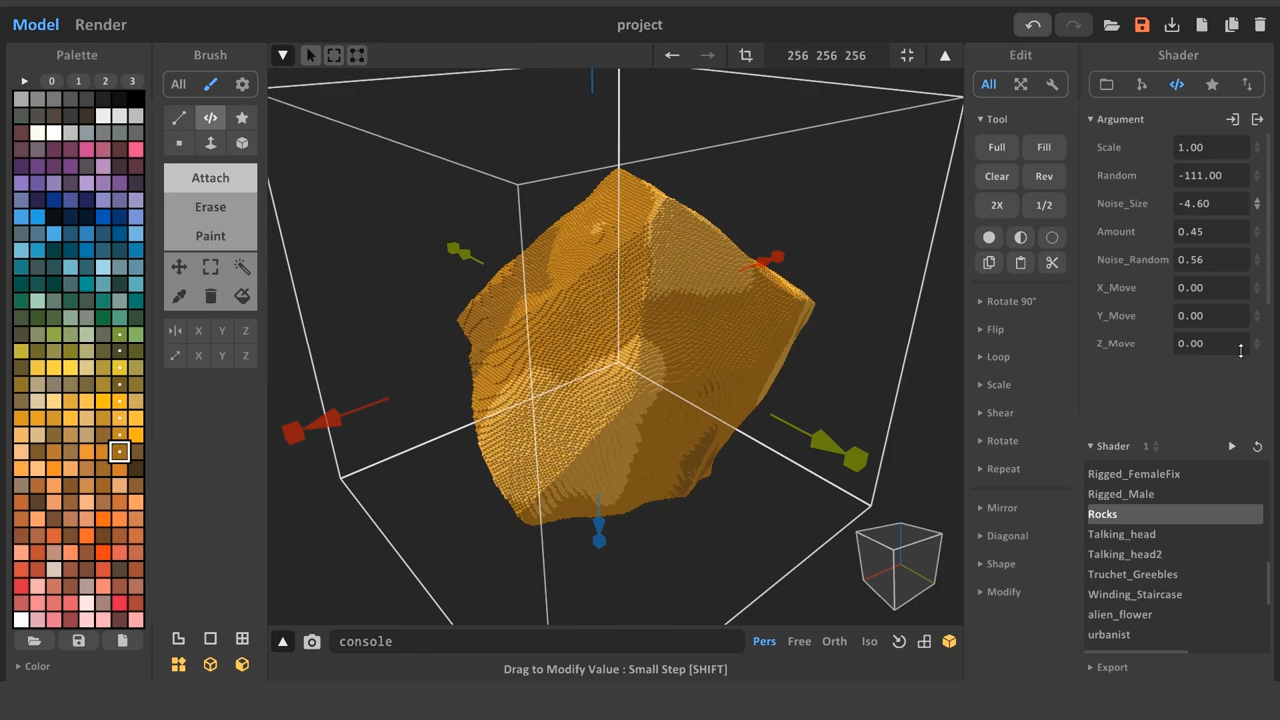 Model Render project
Palette
0 1 2 3
Color
Brush
All
Attach
Erase
Paint
X Y Z
X Y Z
256 256 256
console
Pers Free Orth Iso
Drag to Modify Value : Small Step [SHIFT]
Edit
All
Tool
Full Fill
Clear Rev
2X 1/2
Rotate 90°
Flip
Loop
Scale
Shear
Rotate
Repeat
Mirror
Diagonal
Shape
Modify
Shader
Argument
Scale 1.00
Random -111.00
Noise_Size -4.60
Amount 0.45
Noise_Random 0.56
X_Move 0.00
Y_Move 0.00
Z_Move 0.00
Shader 1
Rigged_FemaleFix
Rigged_Male
Rocks
Talking_head
Talking_head2
Truchet_Greebles
Winding_Staircase
alien_flower
urbanist
Export